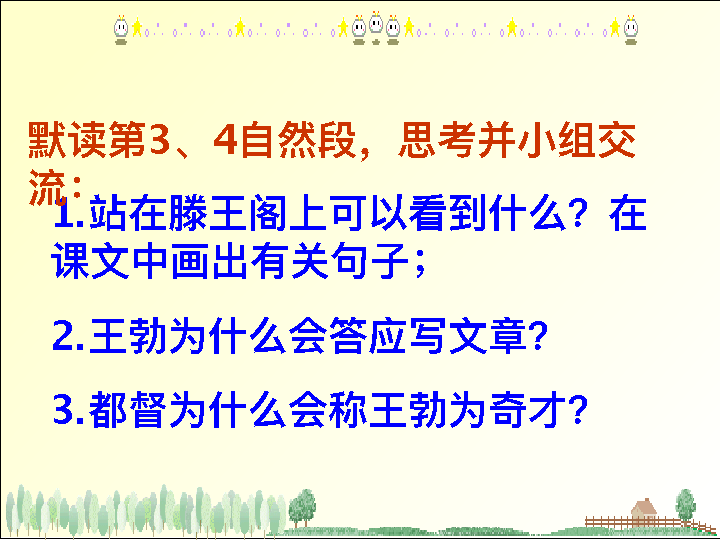 默读第3、4自然段，思考并小组交
流：
1.站在滕王阁上可以看到什么？在
课文中画出有关句子；
2.王勃为什么会答应写文章？
3.都督为什么会称王勃为奇才？